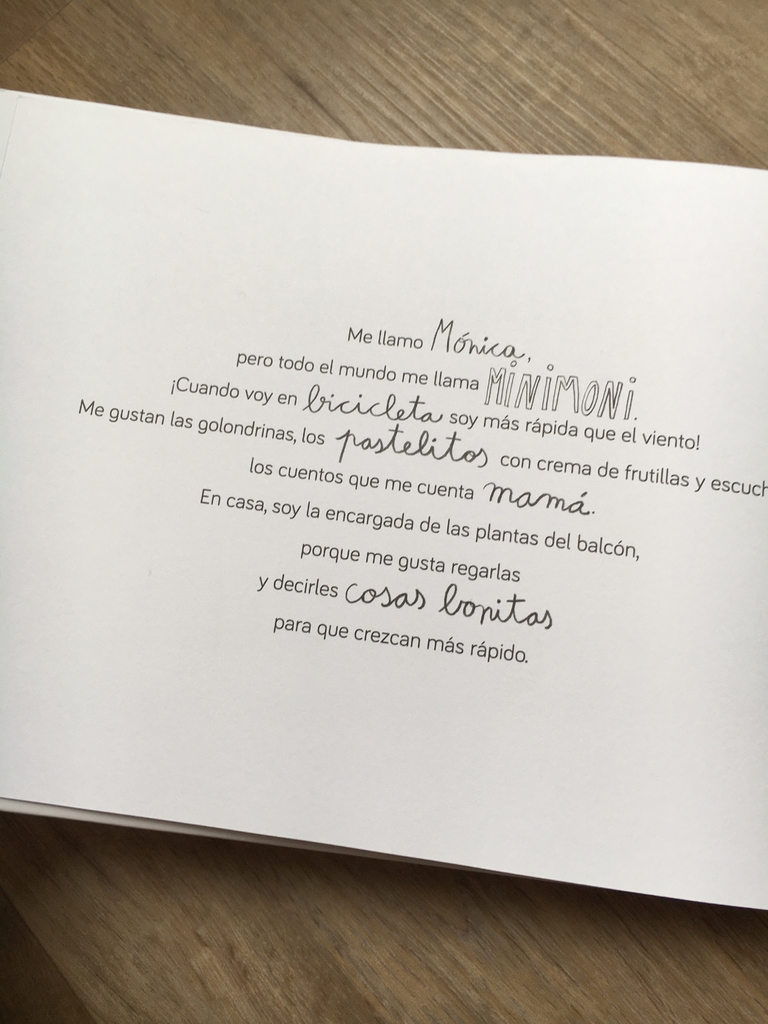 Me llamo Mónica,
pero todo el mundo me llama MINIMONI.
¡Cuando voy en bicicleta soy más rápida que el viento!
Me gustan las golondrinas, los pastelitos con crema de frutillas y escuch
los cuentos que me cuenta mamá.
En casa, soy la encargada de las plantas del balcón,
porque me gusta regarlas
y decirles cosas bonitas
para que crezcan más rápido.